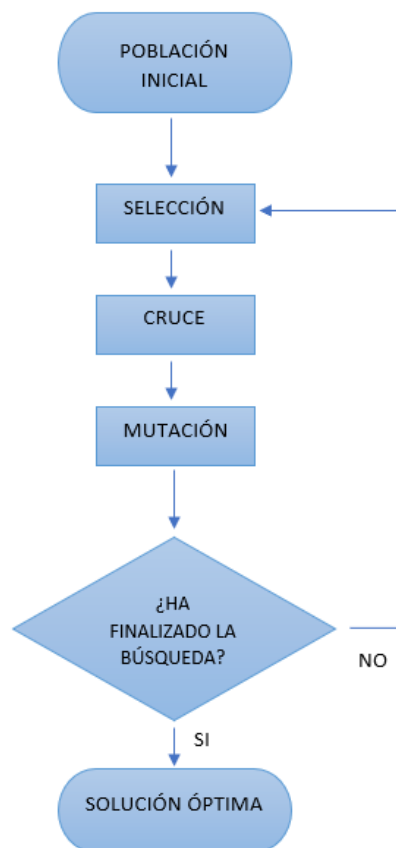 POBLACIÓN
INICIAL
SELECCIÓN
CRUCE
MUTACIÓN
¿HA
FINALIZADO LA
BÚSQUEDA?
NO
SI
SOLUCIÓN ÓPTIMA